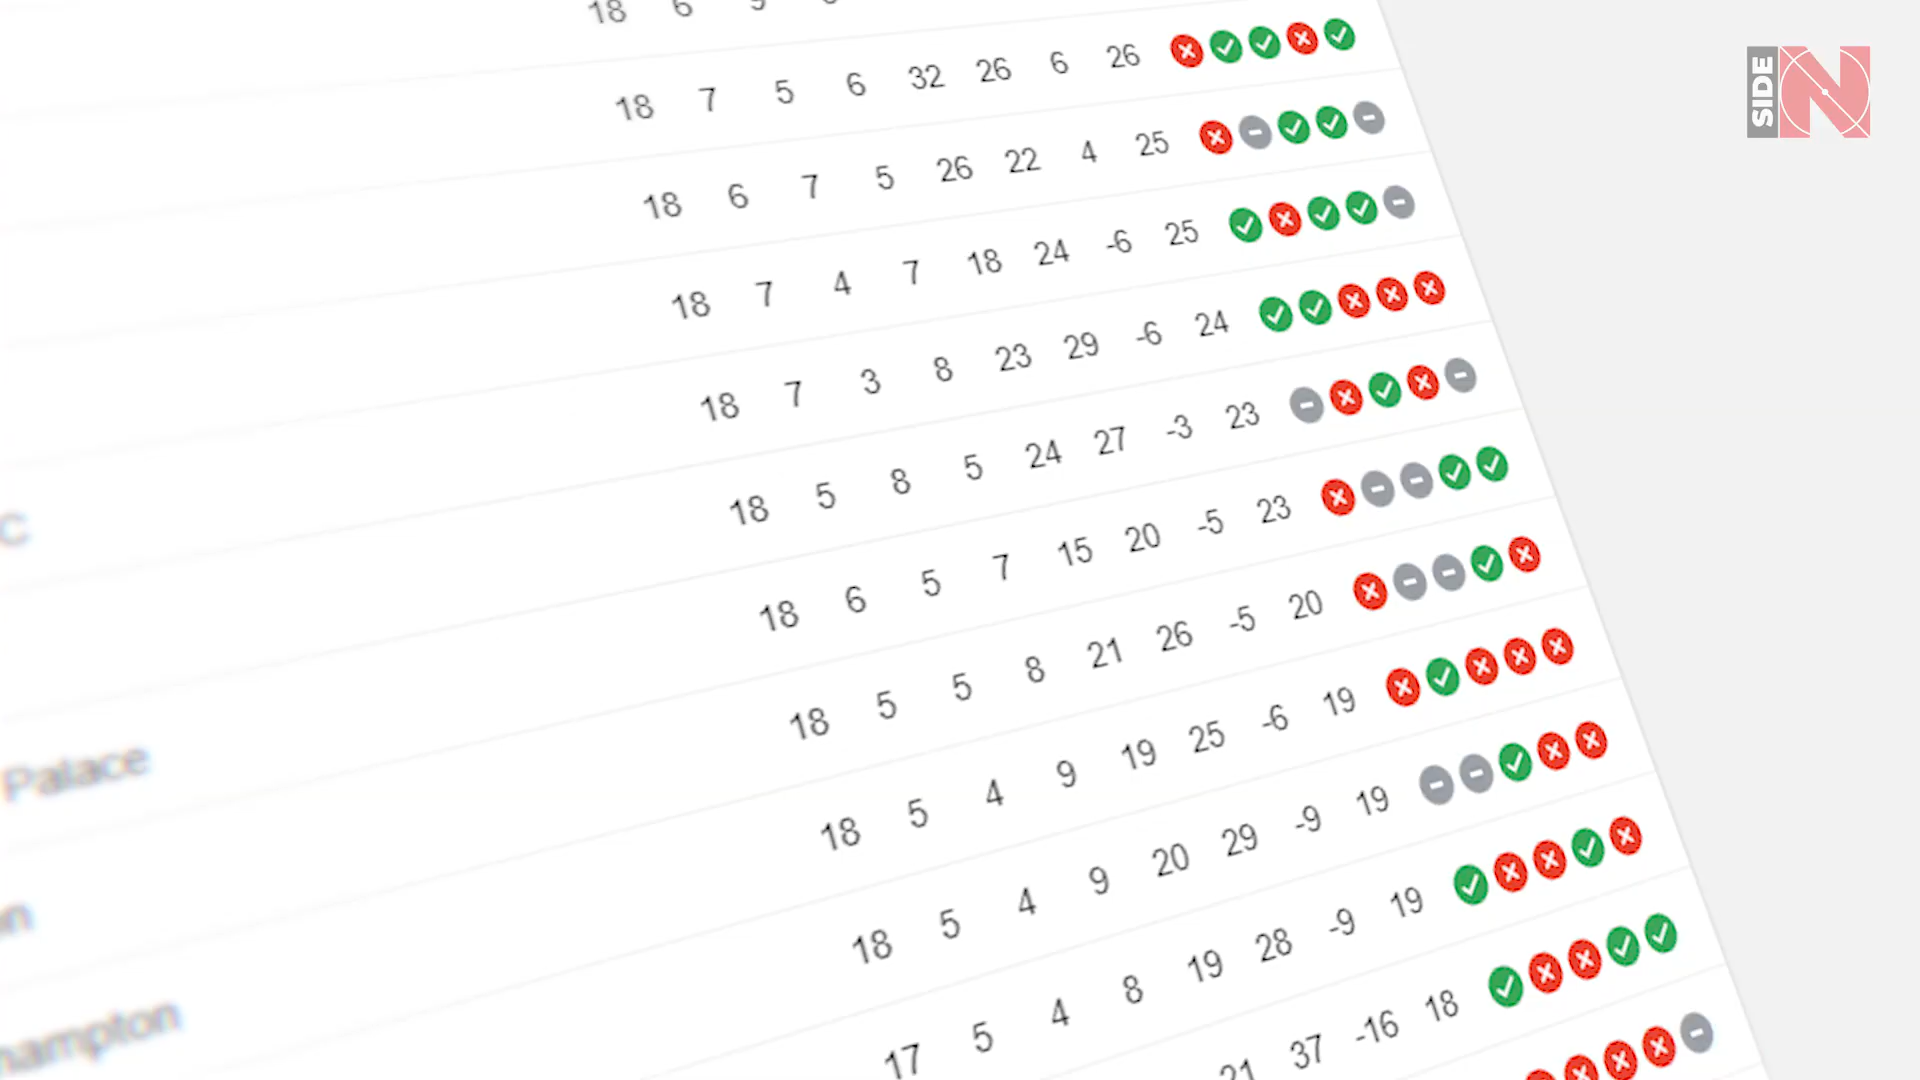 18 6
18 7 5 6 32 26 6 26
SIDE N
18 6 7 5 26 22 4 25
18 7 4 7 18 24 -6 25
C 18 7 3 8 23 29 -6 24
18 5 8 5 24 27 -3 23
Palace 18 6 5 7 15 20 -5 23
n 18 5 5 8 21 26 -5 20
hampton 18 5 4 9 19 25 -6 19
18 5 4 9 20 29 -9 19
17 5 4 8 19 28 -9 19
21 37 -16 18